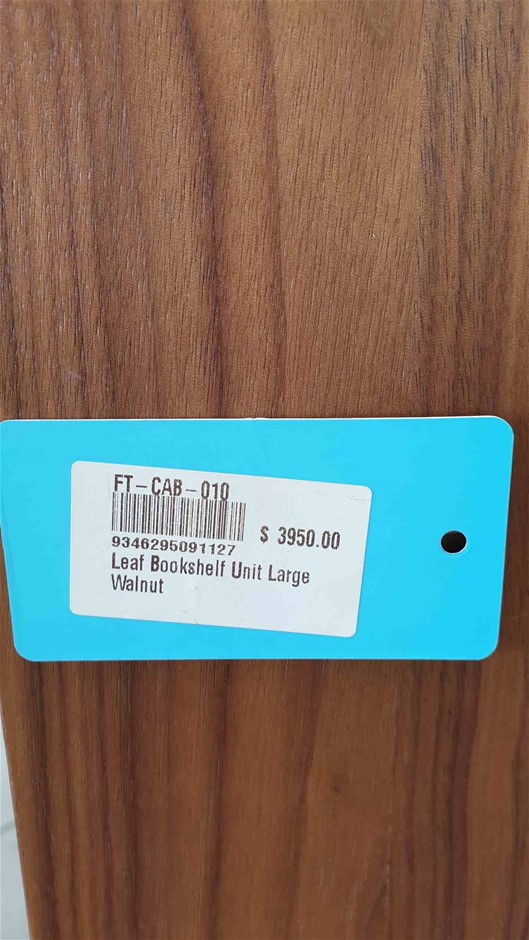 FT-CAB-010
$ 3950.00
9346295091127
Leaf Bookshelf Unit Large
Walnut